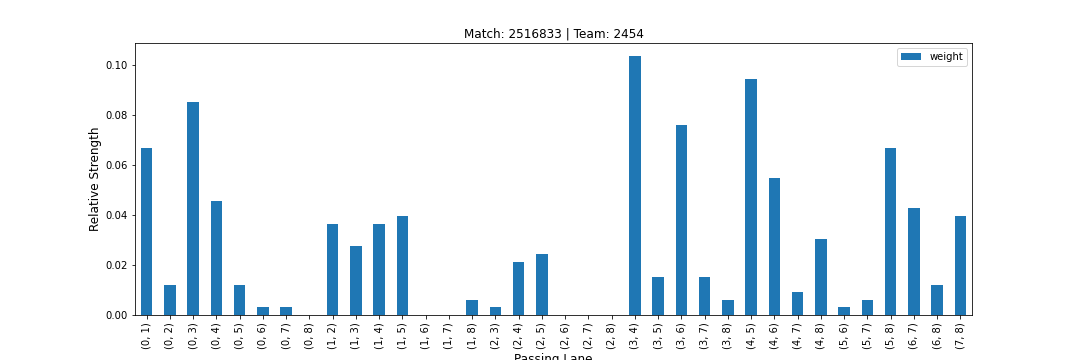 Match: 2516833 | Team: 2454
weight
Relative Strength
0.10
0.08
0.06
0.04
0.02
0.00
(0, 1) (0, 2) (0, 3) (0, 4) (0, 5) (0, 6) (0, 7) (0, 8) (1, 2) (1, 3) (1, 4) (1, 5) (1, 6) (1, 7) (1, 8) (2, 3) (2, 4) (2, 5) (2, 6) (2, 7) (2, 8) (3, 4) (3, 5) (3, 6) (3, 7) (3, 8) (4, 5) (4, 6) (4, 7) (4, 8) (5, 6) (5, 7) (5, 8) (6, 7) (6, 8) (7, 8)
Passing Lane